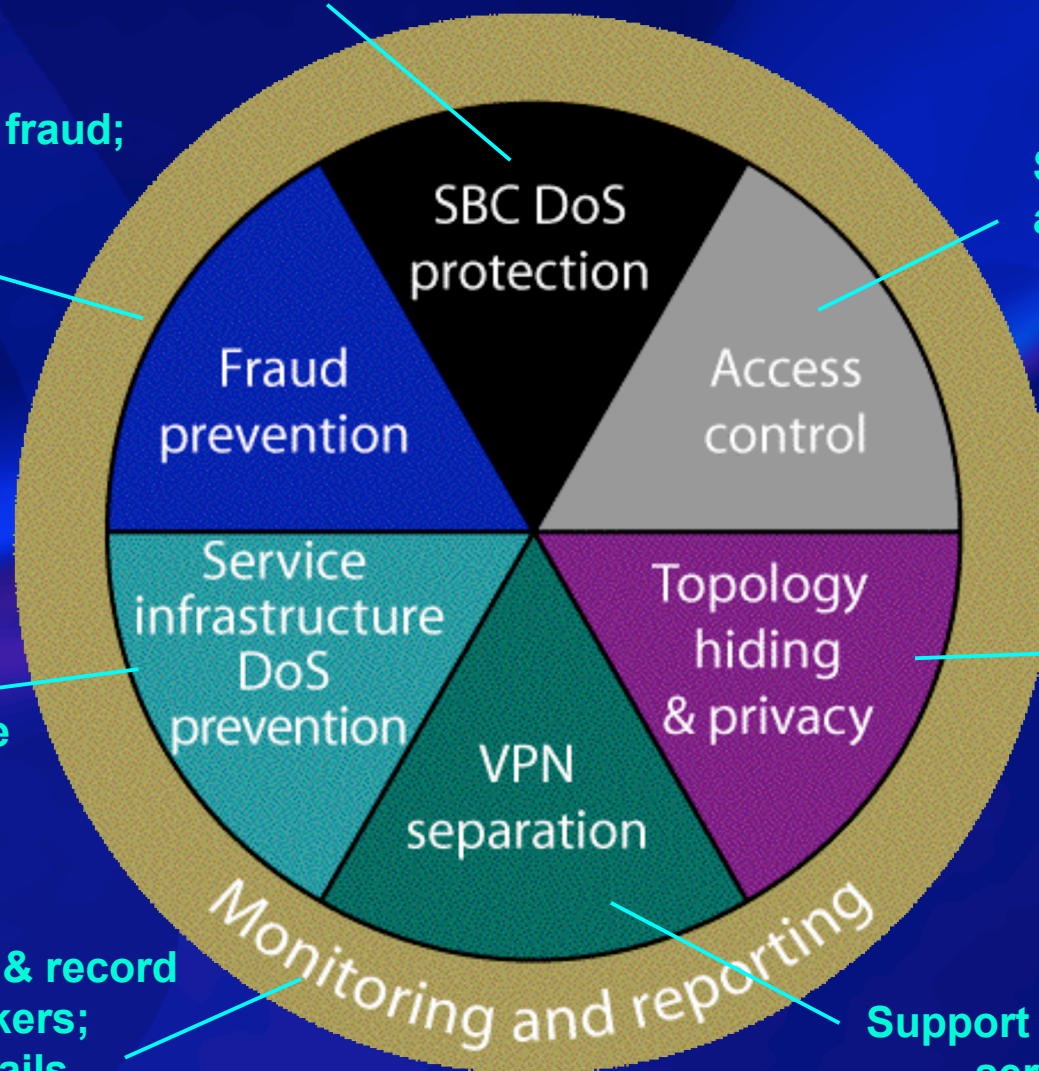 fraud;
SBC DoS
protection
Fraud
prevention
Access
control
Service
infrastructure
DoS
prevention
Topology
hiding
& privacy
VPN
separation
Monitoring and reporting
& record
Support